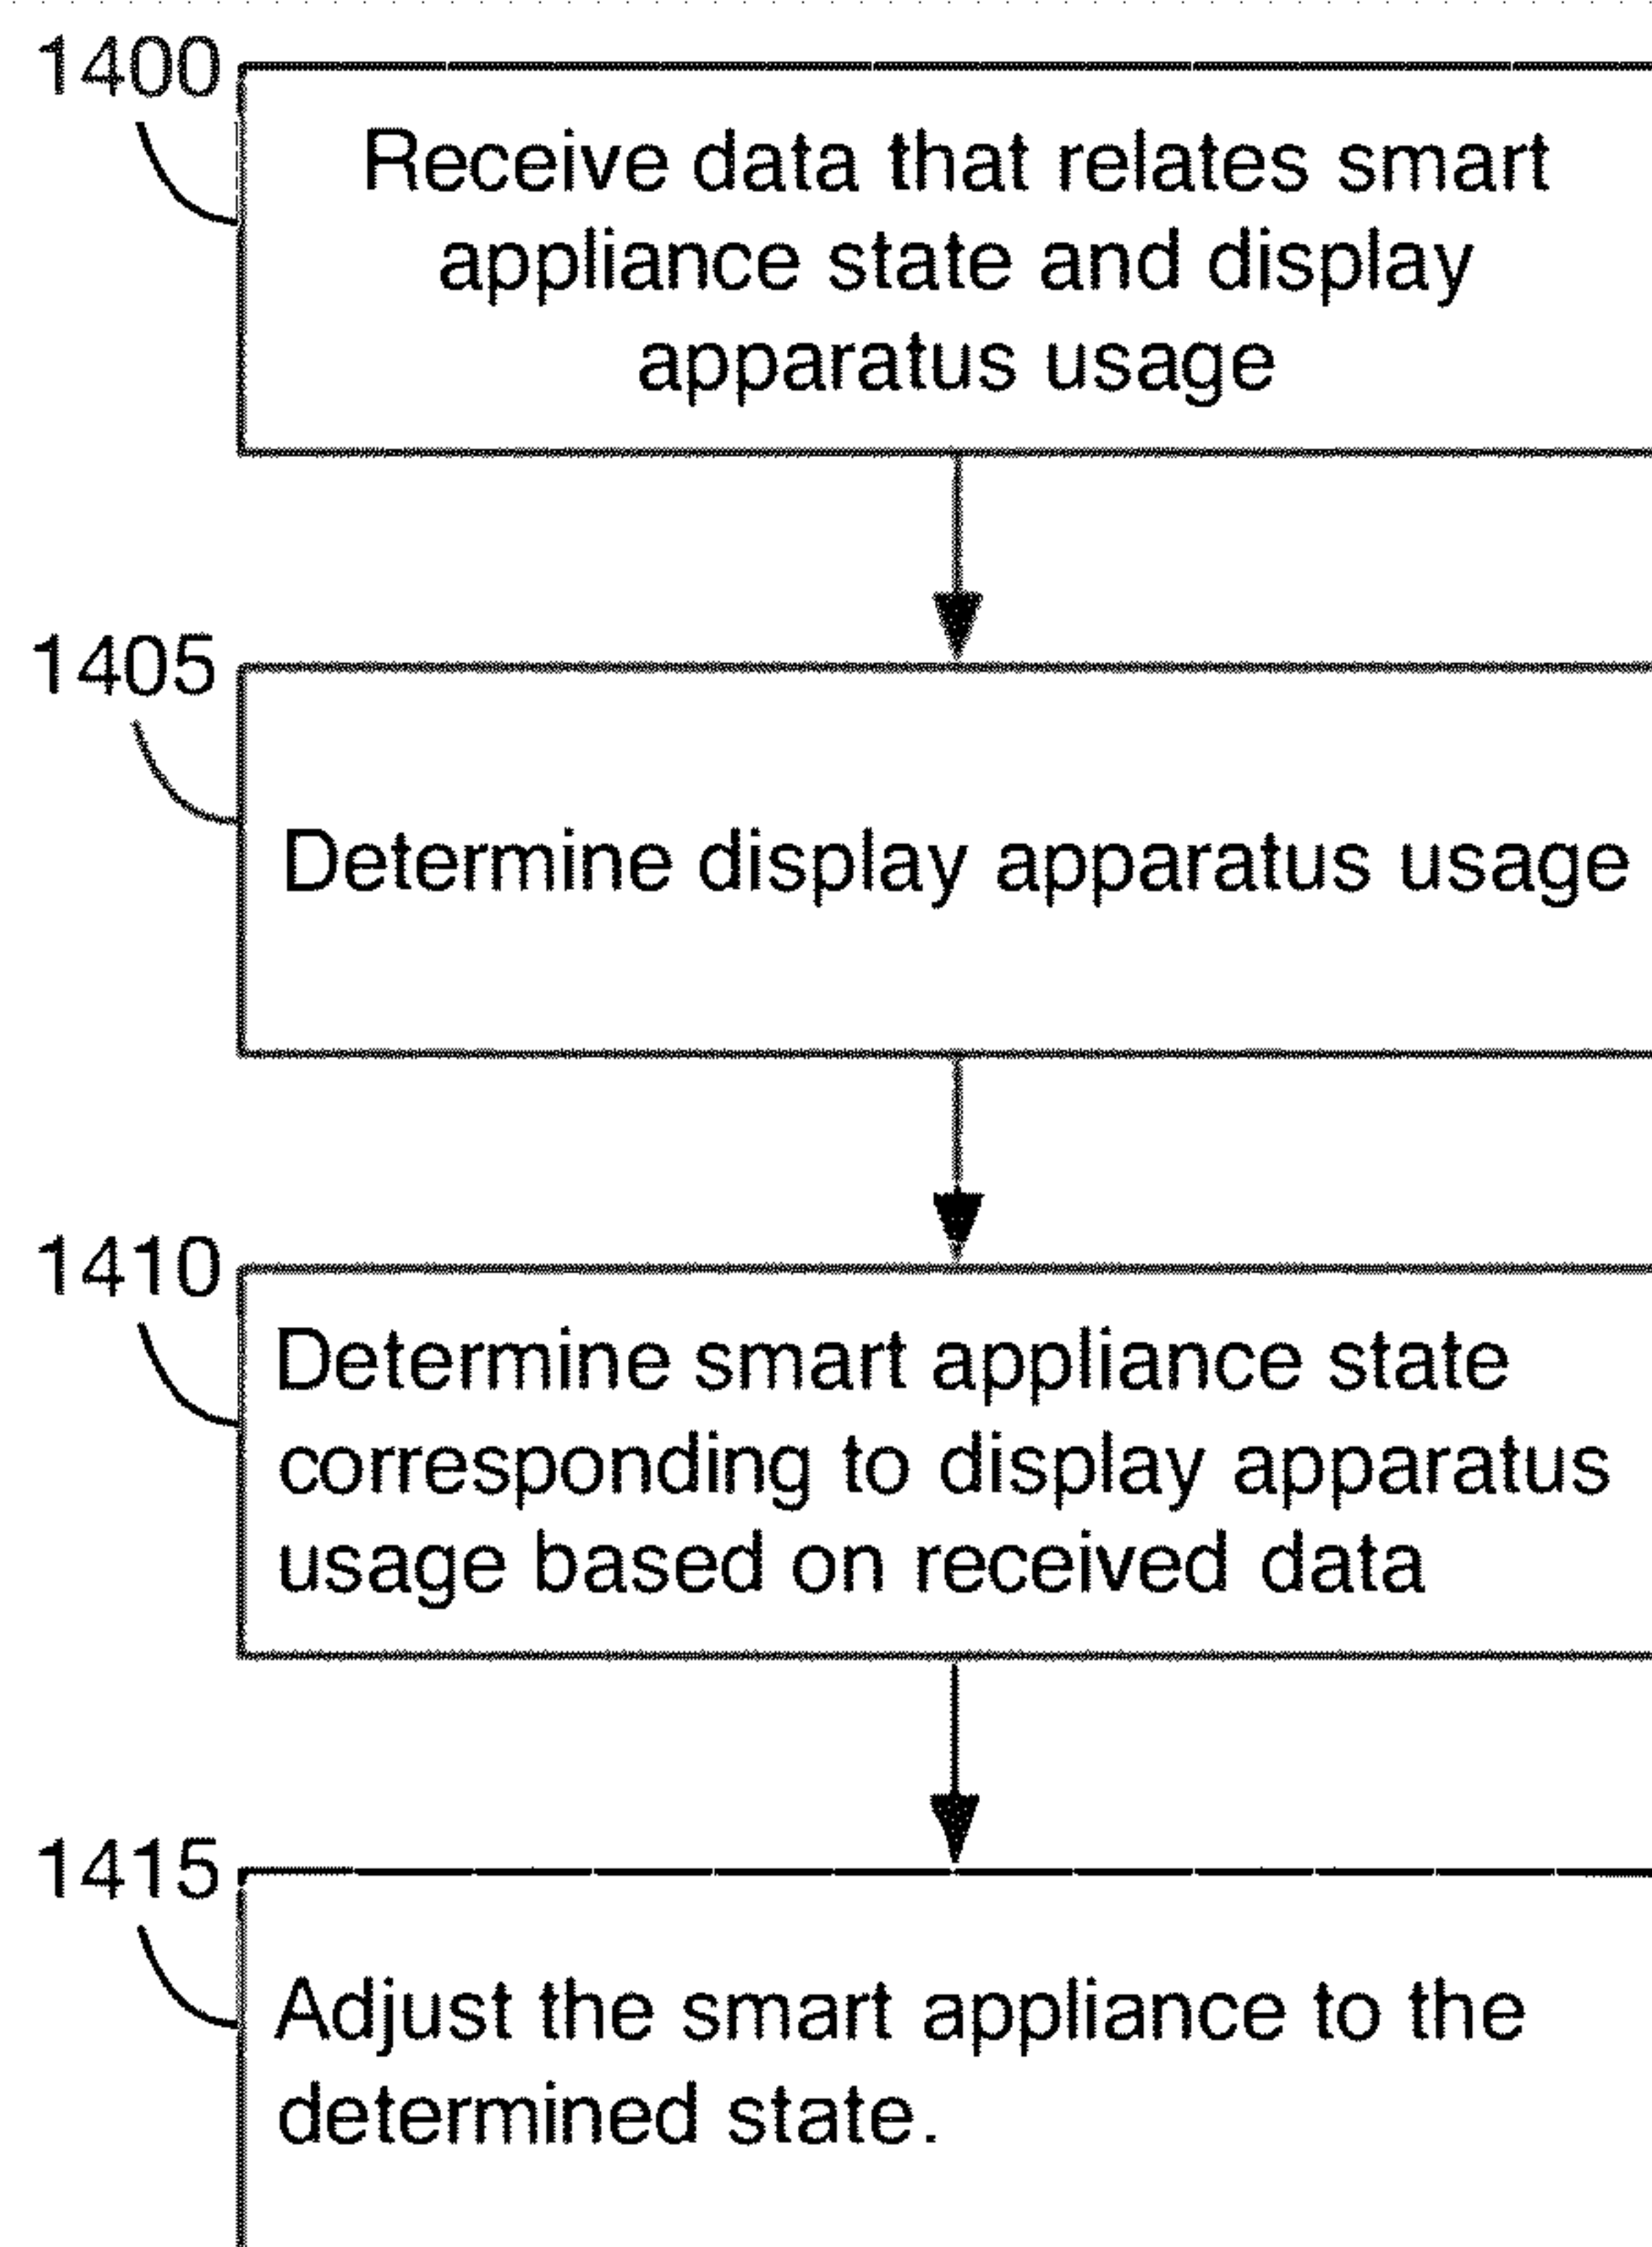 1400
Receive data that relates smart
appliance state and display
apparatus usage
1405
Determine display apparatus usage
1410
Determine smart appliance state
corresponding to display apparatus
usage based on received data
1415
Adjust the smart appliance to the
determined state.